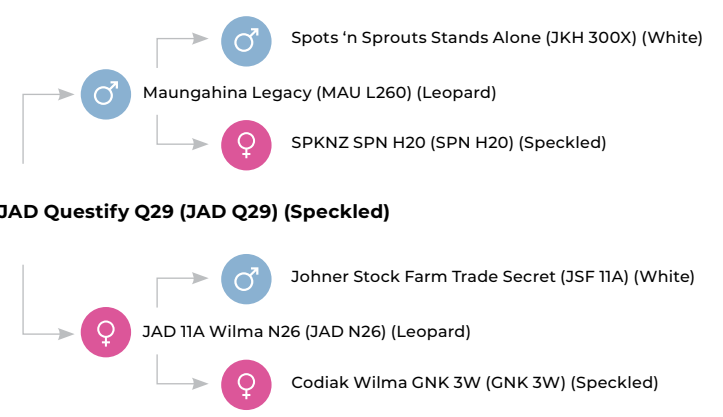 Spots ‘n Sprouts Stands Alone (JKH 300X) (White)
Maungahina Legacy (MAU L260) (Leopard)
SPKNZ SPN H20 (SPN H20) (Speckled)
JAD Questify Q29 (JAD Q29) (Speckled)
Johner Stock Farm Trade Secret (JSF 11A) (White)
JAD 11A Wilma N26 (JAD N26) (Leopard)
Codiak Wilma GNK 3W (GNK 3W) (Speckled)